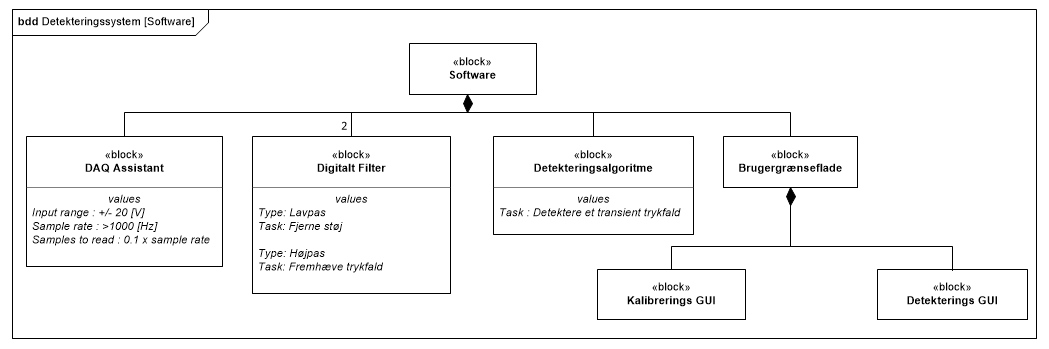 bdd Detekteringssystem [Software]
«block»
Software
2
«block»
DAQ Assistant
values
Input range : +/- 20 [V]
Sample rate : >1000 [Hz]
Samples to read : 0.1 x sample rate
«block»
Digitalt Filter
values
Type: Lavpas
Task: Fjerne støj
Type: Højpas
Task: Fremhæve trykfald
«block»
Detekteringsalgoritme
values
Task : Detektere et transient trykfald
«block»
Brugergrænseflade
«block»
Kalibrerings GUI
«block»
Detekterings GUI